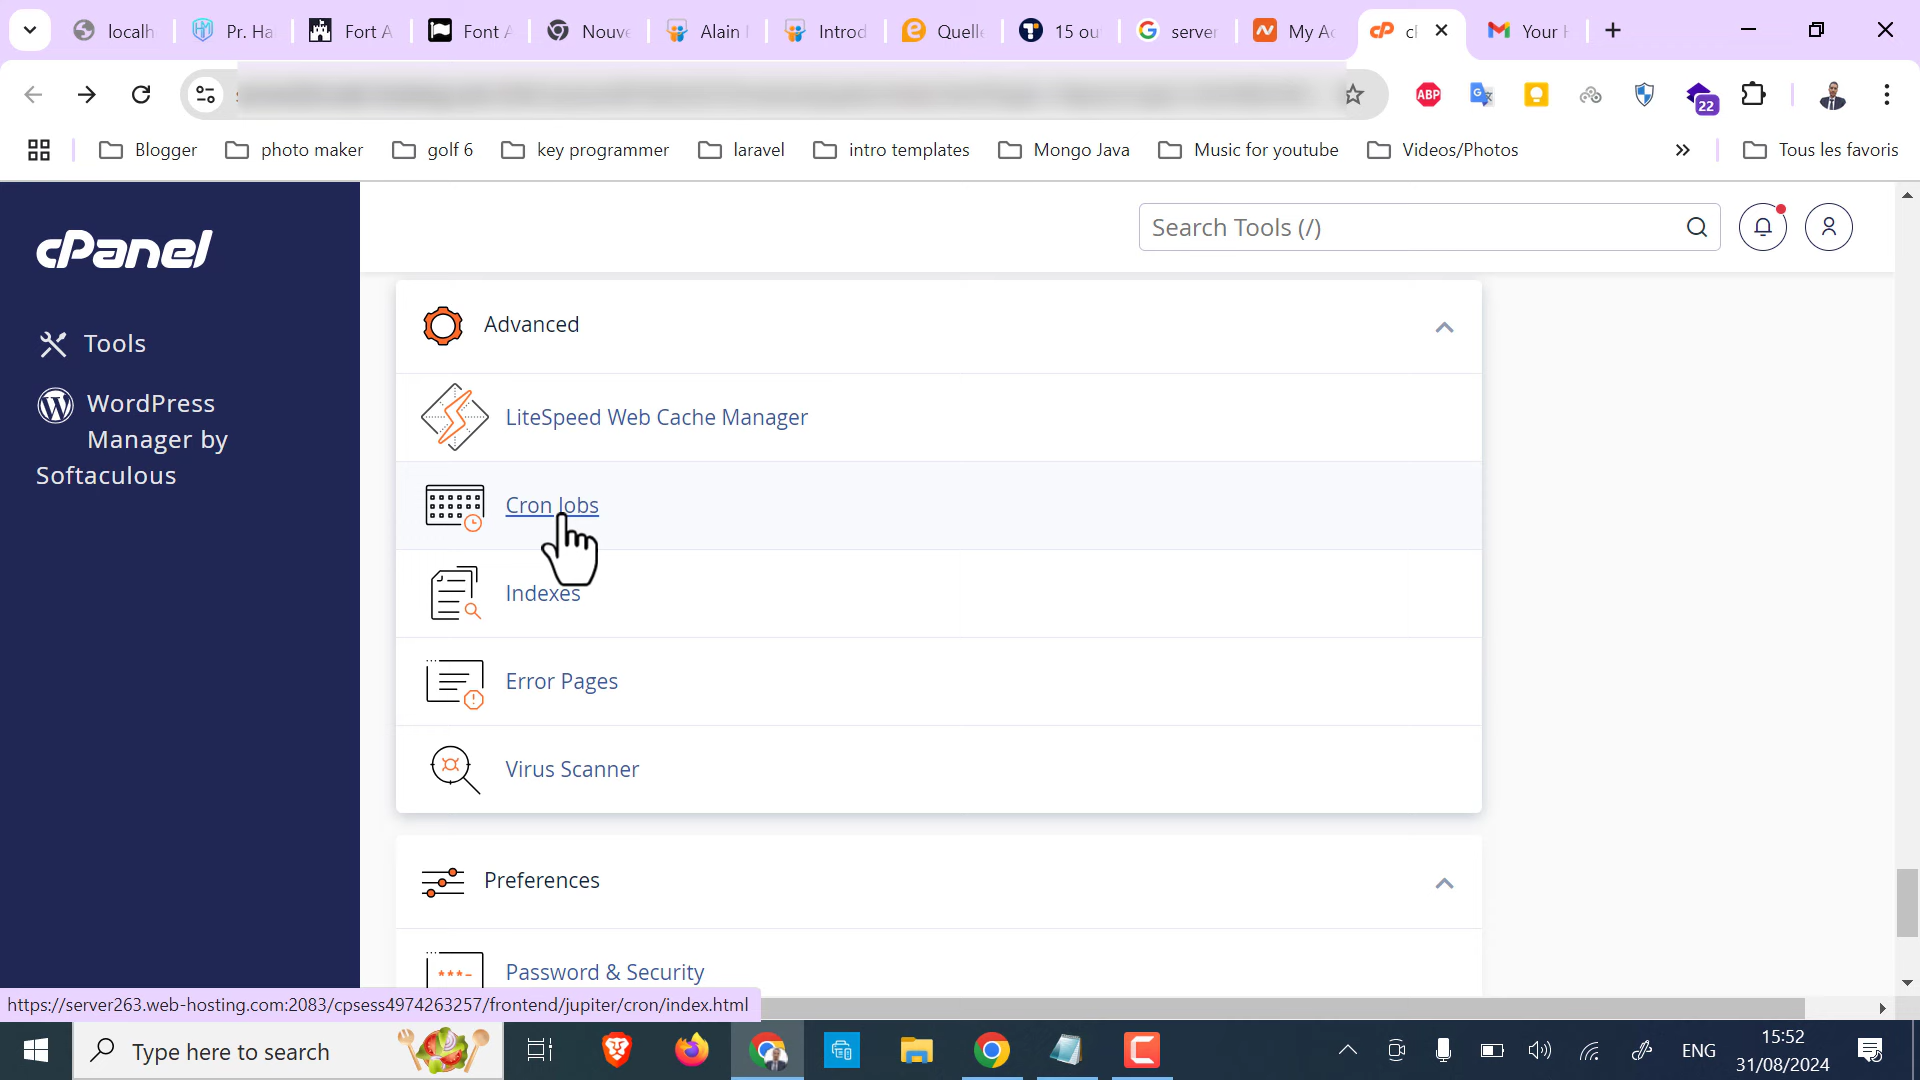 localh
Pr. Ha
Fort A
Font A
Nouve
Alain
Introd
Quelle
15 ou
server
My Ac
Your
ABP
22
Blogger
photo maker
golf 6
key programmer
laravel
intro templates
Mongo Java
Music for youtube
Videos/Photos
Tous les favoris
cPanel
Search Tools (/)
Tools
WordPress
Manager by
Softaculous
Advanced
LiteSpeed Web Cache Manager
Cron Jobs
Indexes
Error Pages
Virus Scanner
Preferences
Password & Security
https://server263.web-hosting.com:2083/cpsess4974263257/frontend/jupiter/cron/index.html
Type here to search
ENG
15:52
31/08/2024